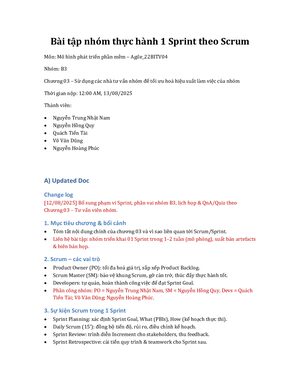 Bài tập nhóm thực hành 1 Sprint theo Scrum
Môn: Mô hình phát triển phần mềm – Agile_22BITV04
Nhóm: B3
Chương 03 – Sử dụng các nhà tư vấn nhóm để tối ưu hoá hiệu xuất làm việc của nhóm
Thời gian nộp: 12:00 AM, 13/08/2025
Thành viên:
• Nguyễn Trung Nhật Nam
• Nguyễn Hồng Quy
• Quách Tiến Tài
• Võ Văn Dũng
• Nguyễn Hoàng Phúc
A) Updated Doc
Change log
[12/08/2025] Bổ sung phạm vi Sprint, phân vai nhóm B3, lịch họp & QnA/Quiz theo
Chương 03 – Tư vấn viên nhóm.
1. Mục tiêu chương & bối cảnh
• Tóm tắt nội dung chính của chương 03 và vì sao liên quan tới Scrum/Sprint.
• Liên hệ bài tập: nhóm triển khai 01 Sprint trong 1–2 tuần (mô phỏng), xuất bản artefacts
& biên bản họp.
2. Scrum – các vai trò
• Product Owner (PO): tối đa hoá giá trị, sắp xếp Product Backlog.
• Scrum Master (SM): bảo vệ khung Scrum, gỡ cản trở, thúc đẩy thực hành tốt.
• Developers: tự quản, hoàn thành công việc để đạt Sprint Goal.
• Phân công nhóm: PO = Nguyễn Trung Nhật Nam, SM = Nguyễn Hồng Quy, Devs = Quách
Tiến Tài; Võ Văn Dũng; Nguyễn Hoàng Phúc.
3. Sự kiện Scrum trong 1 Sprint
• Sprint Planning: xác định Sprint Goal, What (PBIs), How (kế hoạch thực thi).
• Daily Scrum (15'): đồng bộ tiến độ, rủi ro, điều chỉnh kế hoạch.
• Sprint Review: trình diễn Increment cho stakeholders, thu feedback.
• Sprint Retrospective: cải tiến quy trình & teamwork cho Sprint sau.